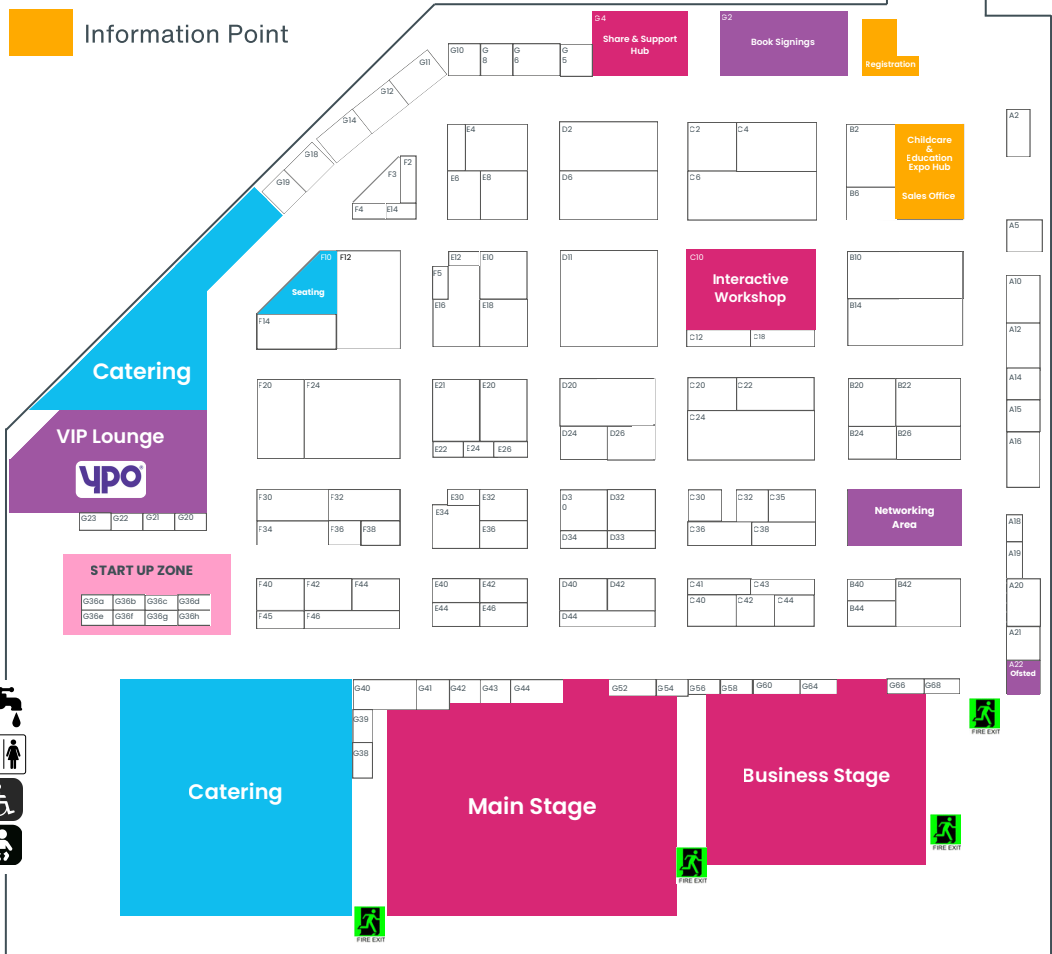 Information Point
G4
Share & Support
Hub
G2
Book Signings
Registration
G10
G
8
G
6
G
5
G11
G12
G14
G18
G19
A2
E4
D2
C2
C4
B2
Childcare
&
Education
Expo Hub
Sales Office
F2
F3
F4
E14
E6
E8
D6
C6
B6
A5
F10
Seating
F12
F14
E12
E10
F5
E16
E18
D11
C10
Interactive
Workshop
C12
C18
B10
B14
A10
A12
Catering
A14
A15
A16
F20
F24
E21
E20
E22
E24
E26
D20
D24
D26
C20
C22
C24
B20
B22
B24
B26
VIP Lounge
ypo
G23
G22
G21
G20
F30
F32
F34
F36
F38
E30
E32
E34
E36
D3
0
D32
D34
D33
C30
C32
C35
C36
C38
Networking
Area
A18
A19
START UP ZONE
G36a
G36b
G36c
G36d
G36e
G36f
G36g
G36h
F40
F42
F44
F45
F46
E40
E42
E44
E46
D40
D42
D44
C41
C43
C40
C42
C44
B40
B42
B44
A20
A21
A22
Ofsted
G40
G41
G42
G43
G44
G52
G54
G56
G58
G60
G64
G66
G68
G39
G38
Catering
Main Stage
Business Stage
FIRE EXIT
FIRE EXIT
FIRE EXIT
FIRE EXIT